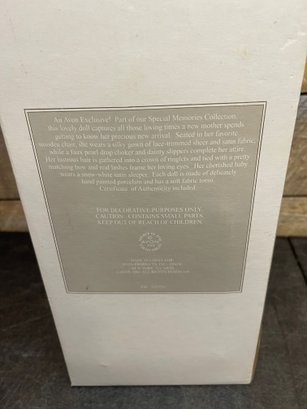 An Avon Exclusive! Part of our Special Memories Collection,
this lovely doll captures all those loving times a new mother spends
getting to know her precious new arrival. Seated in her favorite
wooden chair, she wears a silky gown of lace-trimmed sheer and satin fabric,
while a faux pearl drop choker and dainty slippers complete her attire.
Her lustrous hair is gathered into a crown of ringlets and tied with a pretty
matching bow and real lashes frame her loving eyes. Her cherished baby
wears a snow-white satin sleeper. Each doll is made of delicately
hand painted porcelain and has a soft fabric torso.
Certificate of Authenticity included.
FOR DECORATIVE PURPOSES ONLY.
CAUTION: CONTAINS SMALL PARTS.
KEEP OUT OF REACH OF CHILDREN.